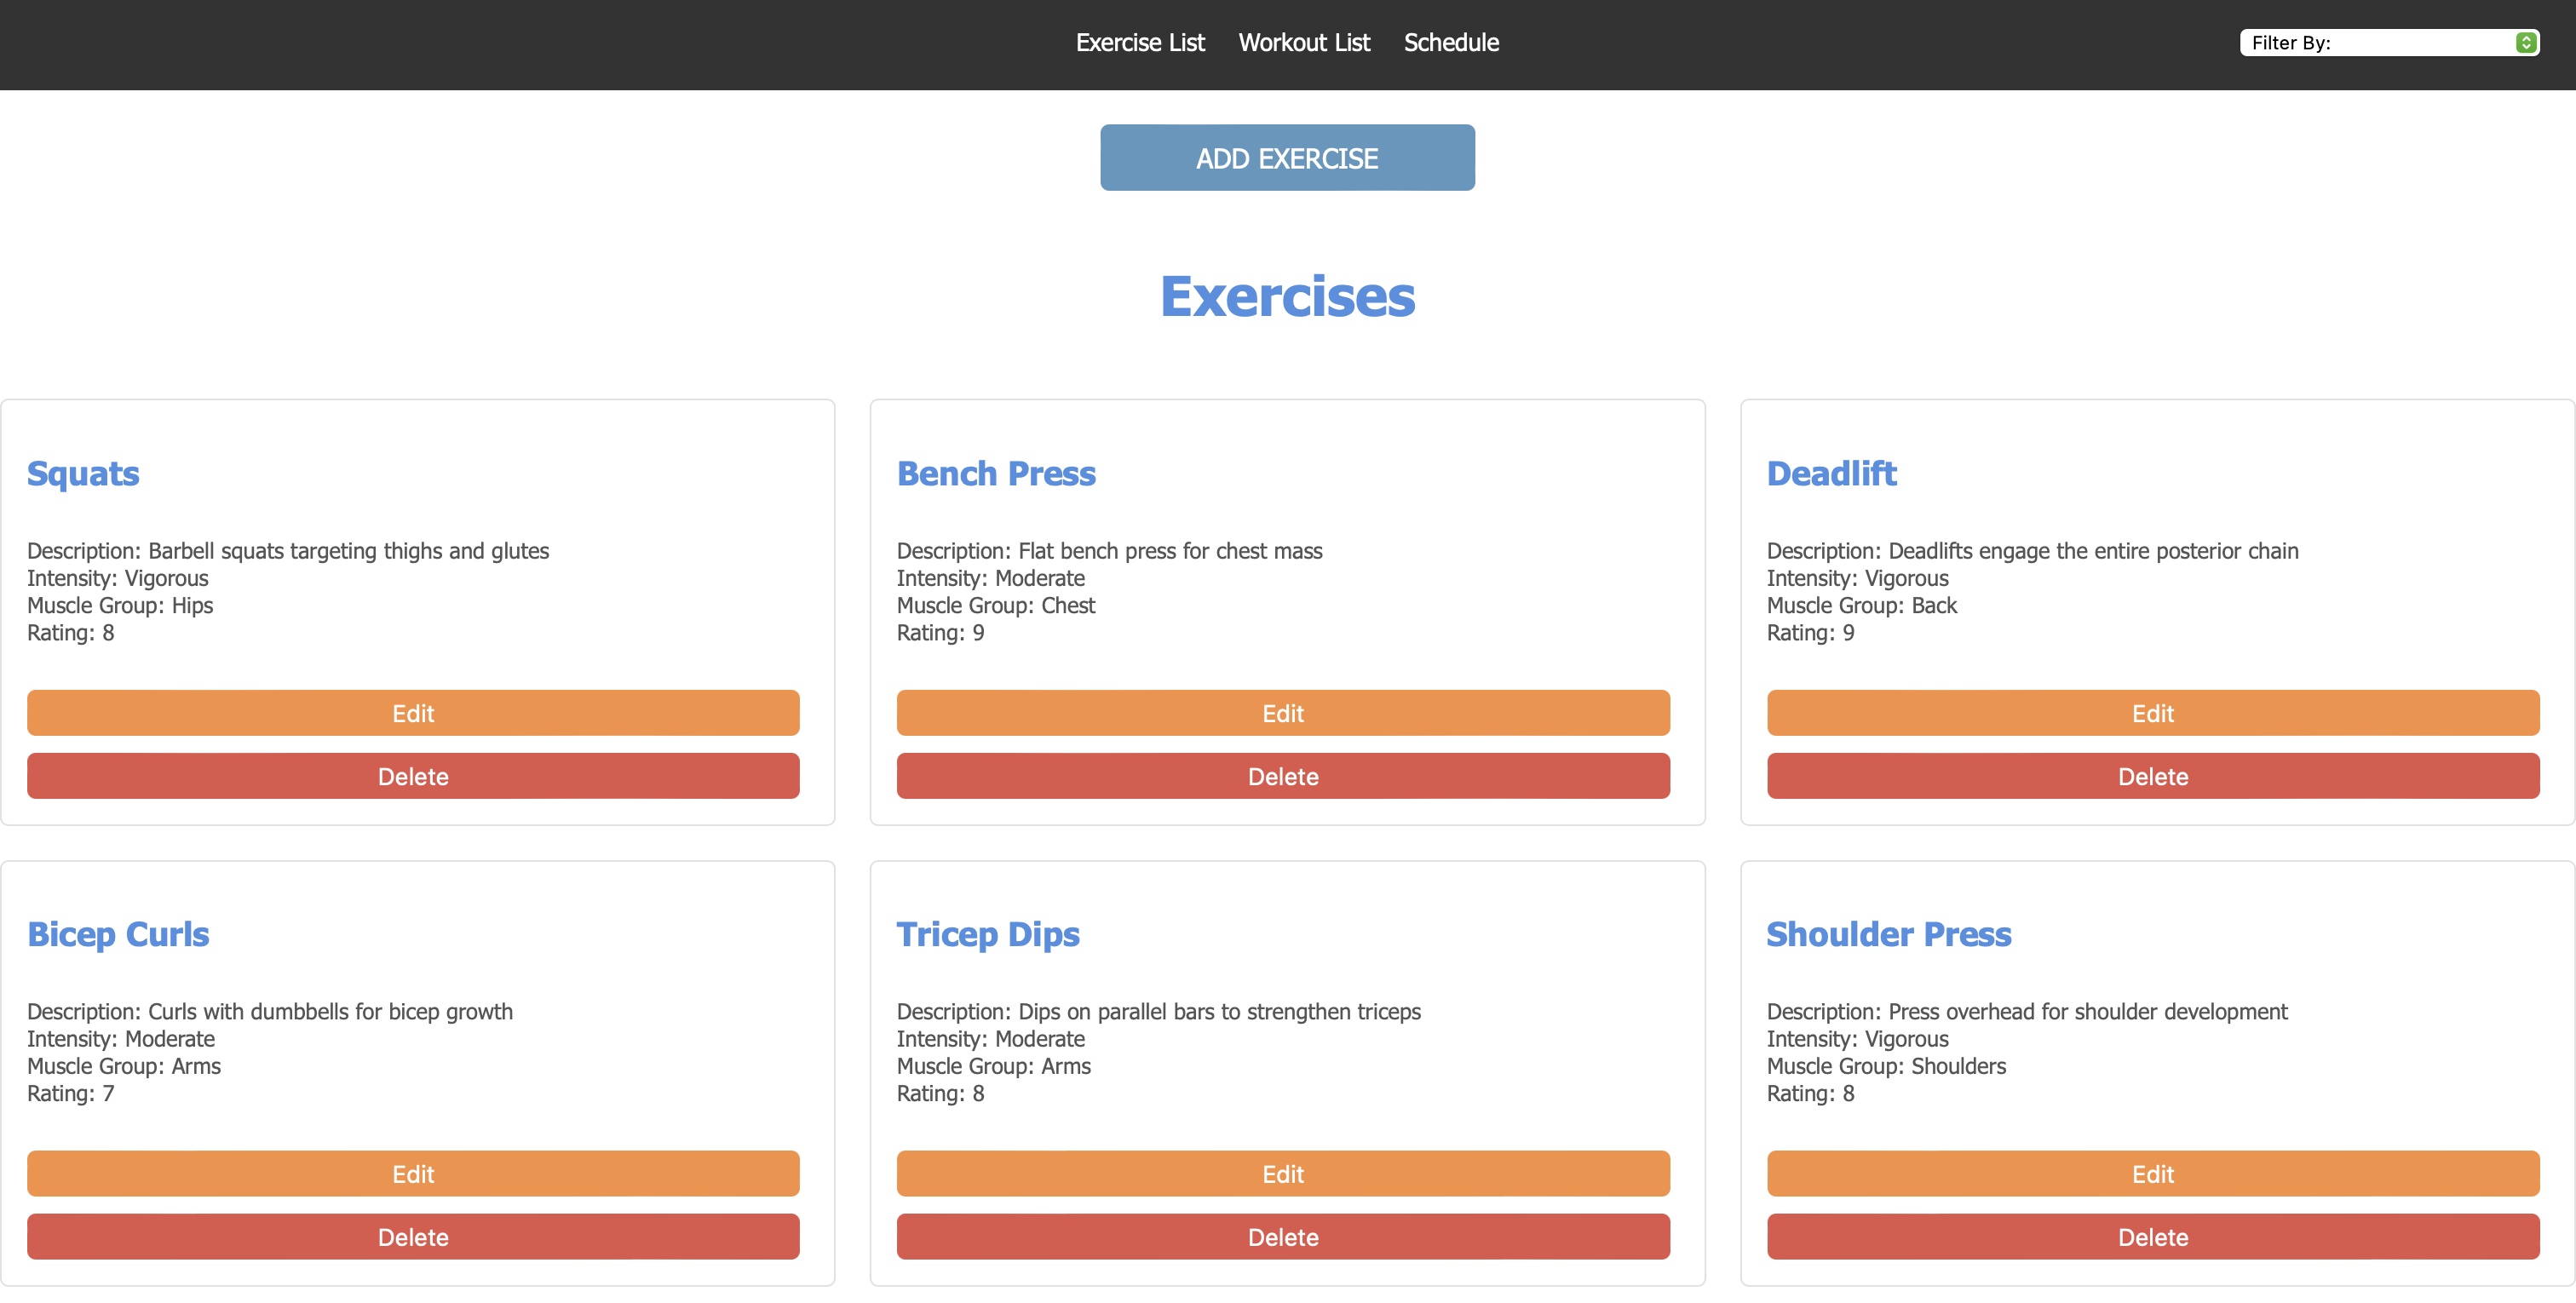 Exercise List Workout List Schedule Filter By:
ADD EXERCISE
Exercises
Squats
Description: Barbell squats targeting thighs and glutes
Intensity: Vigorous
Muscle Group: Hips
Rating: 8
Edit
Delete
Bench Press
Description: Flat bench press for chest mass
Intensity: Moderate
Muscle Group: Chest
Rating: 9
Edit
Delete
Deadlift
Description: Deadlifts engage the entire posterior chain
Intensity: Vigorous
Muscle Group: Back
Rating: 9
Edit
Delete
Bicep Curls
Description: Curls with dumbbells for bicep growth
Intensity: Moderate
Muscle Group: Arms
Rating: 7
Edit
Delete
Tricep Dips
Description: Dips on parallel bars to strengthen triceps
Intensity: Moderate
Muscle Group: Arms
Rating: 8
Edit
Delete
Shoulder Press
Description: Press overhead for shoulder development
Intensity: Vigorous
Muscle Group: Shoulders
Rating: 8
Edit
Delete